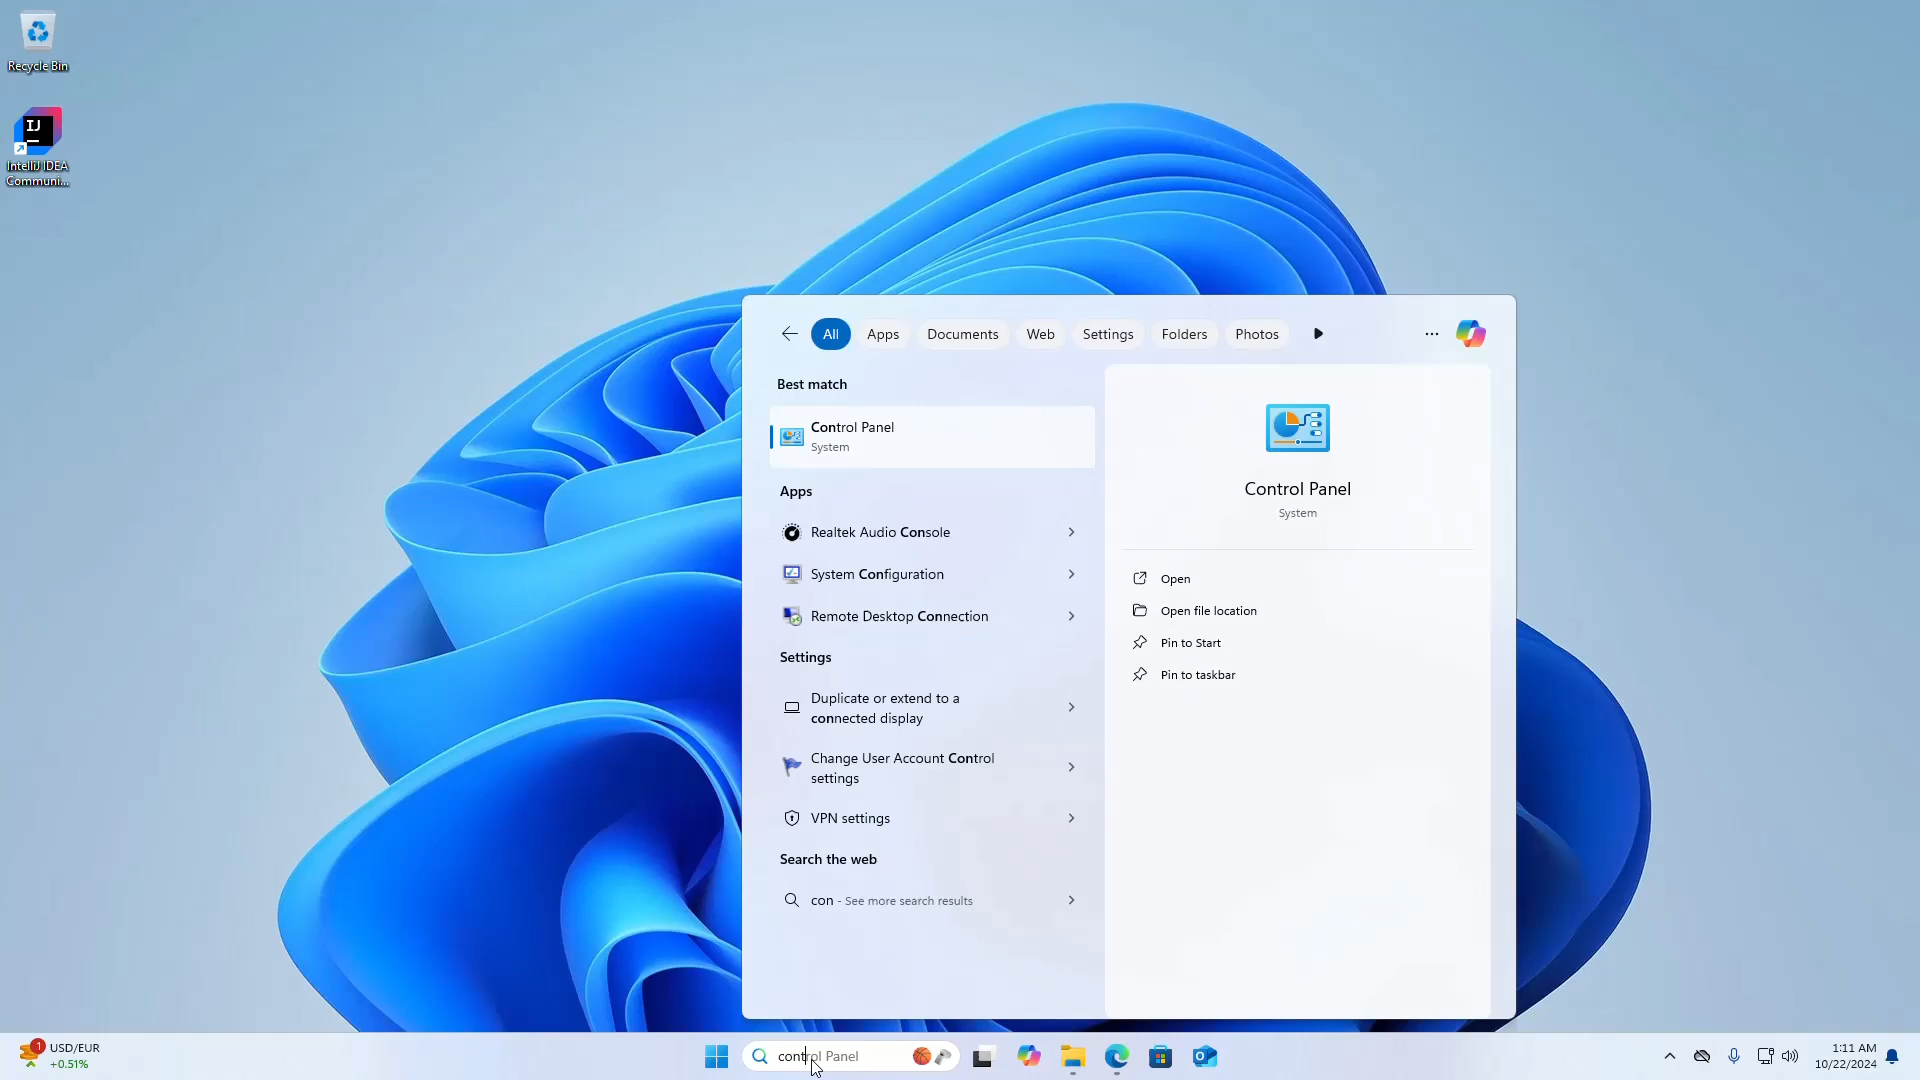 Recycle Bin
IJ
IntelliJ IDEA
Communi...
All
Apps
Documents
Web
Settings
Folders
Photos
Best match
Control Panel
System
Apps
Realtek Audio Console
System Configuration
Remote Desktop Connection
Settings
Duplicate or extend to a
connected display
Change User Account Control
settings
VPN settings
Search the web
con - See more search results
Control Panel
System
Open
Open file location
Pin to Start
Pin to taskbar
1
USD/EUR
+0.51%
control Panel
1:11 AM
10/22/2024